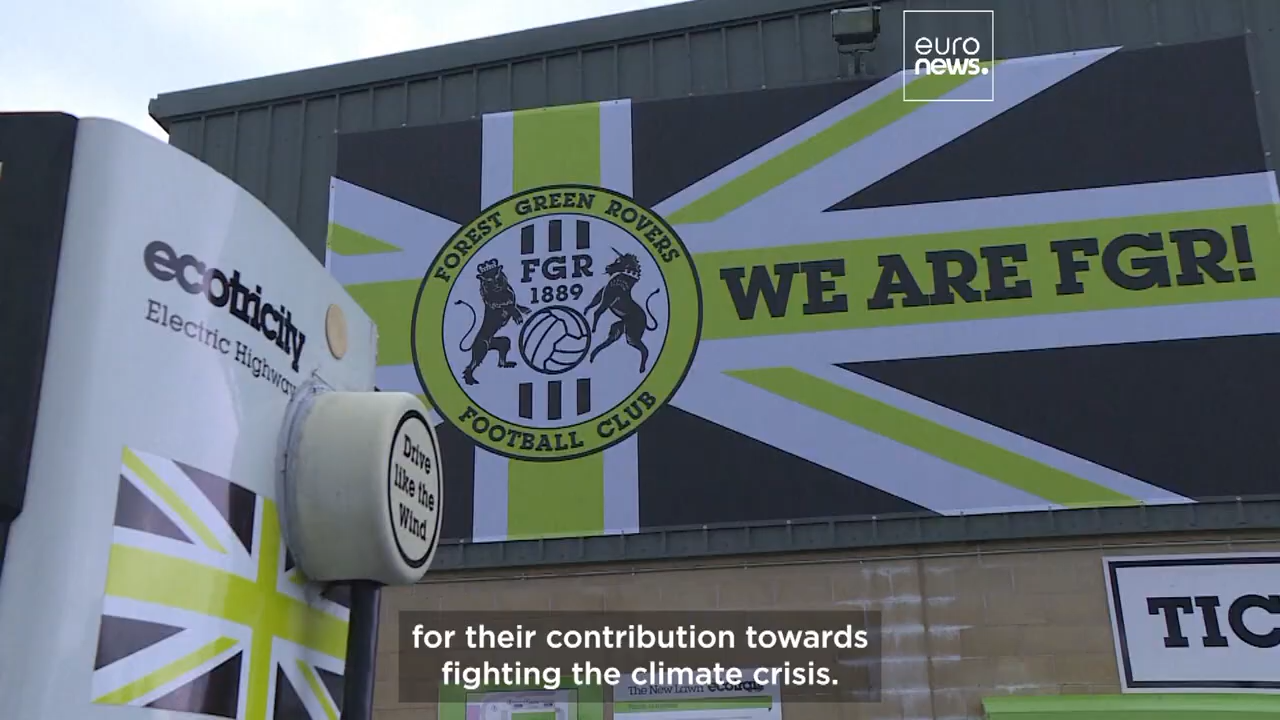 euro
news.
FOREST GREEN ROVERS
FGR
1889
FOOTBALL CLUB
WE ARE FGR!
ecotricity
Electric Highway
Drive
like the
Wind
TIC
for their contribution towards
fighting the climate crisis.
The New Lawn